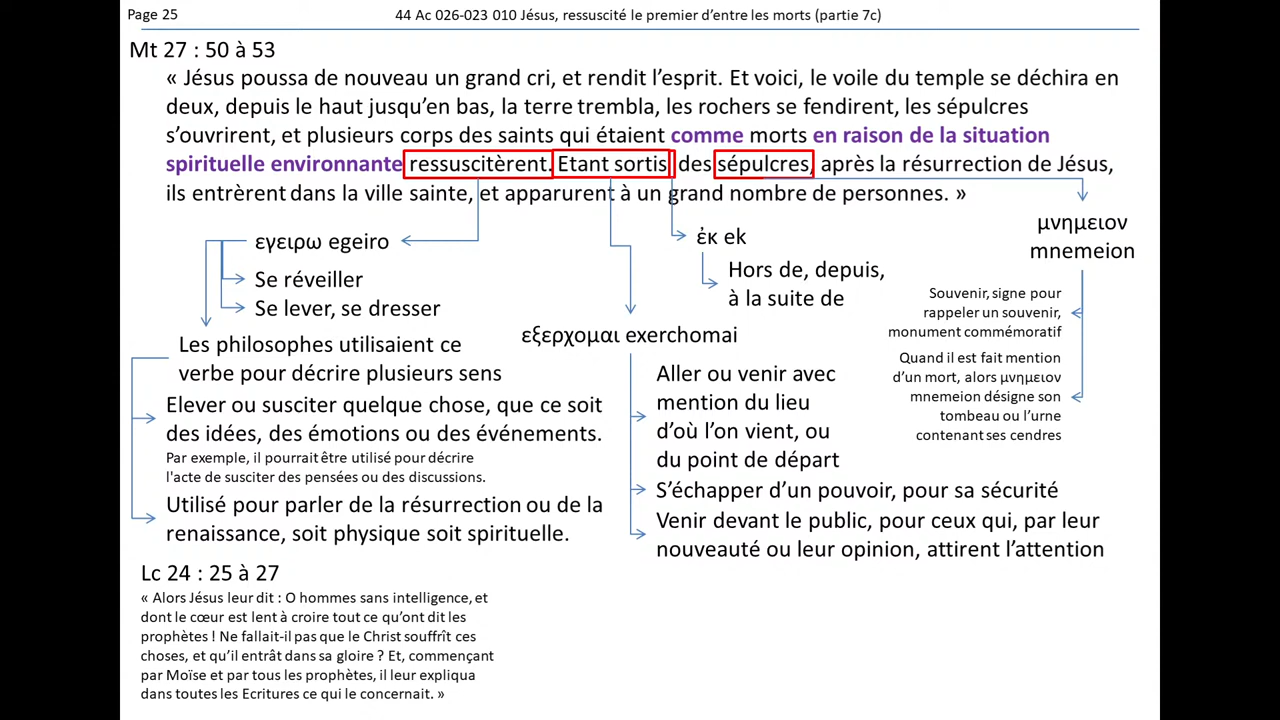 Page 25
44 Ac 026-023 010 Jésus, ressuscité le premier d’entre les morts (partie 7c)
Mt 27 : 50 à 53
« Jésus poussa de nouveau un grand cri, et rendit l’esprit. Et voici, le voile du temple se déchira en
deux, depuis le haut jusqu’en bas, la terre trembla, les rochers se fendirent, les sépulcres
s’ouvrirent, et plusieurs corps des saints qui étaient comme morts en raison de la situation
spirituelle environnante ressuscitèrent. Etant sortis des sépulcres, après la résurrection de Jésus,
ils entrèrent dans la ville sainte, et apparurent à un grand nombre de personnes. »
εγειρω egeiro
Se réveiller
Se lever, se dresser
Les philosophes utilisaient ce
verbe pour décrire plusieurs sens
Elever ou susciter quelque chose, que ce soit
des idées, des émotions ou des événements.
Par exemple, il pourrait être utilisé pour décrire
l'acte de susciter des pensées ou des discussions.
Utilisé pour parler de la résurrection ou de la
renaissance, soit physique soit spirituelle.
εξερχομαι exerchomai
Aller ou venir avec
mention du lieu
d’où l’on vient, ou
du point de départ
S’échapper d’un pouvoir, pour sa sécurité
Venir devant le public, pour ceux qui, par leur
nouveauté ou leur opinion, attirent l’attention
ἐκ ek
Hors de, depuis,
à la suite de
μνημειον
mnemeion
Souvenir, signe pour
rappeler un souvenir,
monument commémoratif
Quand il est fait mention
d’un mort, alors μνημειον
mnemeion désigne son
tombeau ou l’urne
contenant ses cendres
Lc 24 : 25 à 27
« Alors Jésus leur dit : O hommes sans intelligence, et
dont le cœur est lent à croire tout ce qu’ont dit les
prophètes ! Ne fallait-il pas que le Christ souffrît ces
choses, et qu’il entrât dans sa gloire ? Et, commençant
par Moïse et par tous les prophètes, il leur expliqua
dans toutes les Ecritures ce qui le concernait. »